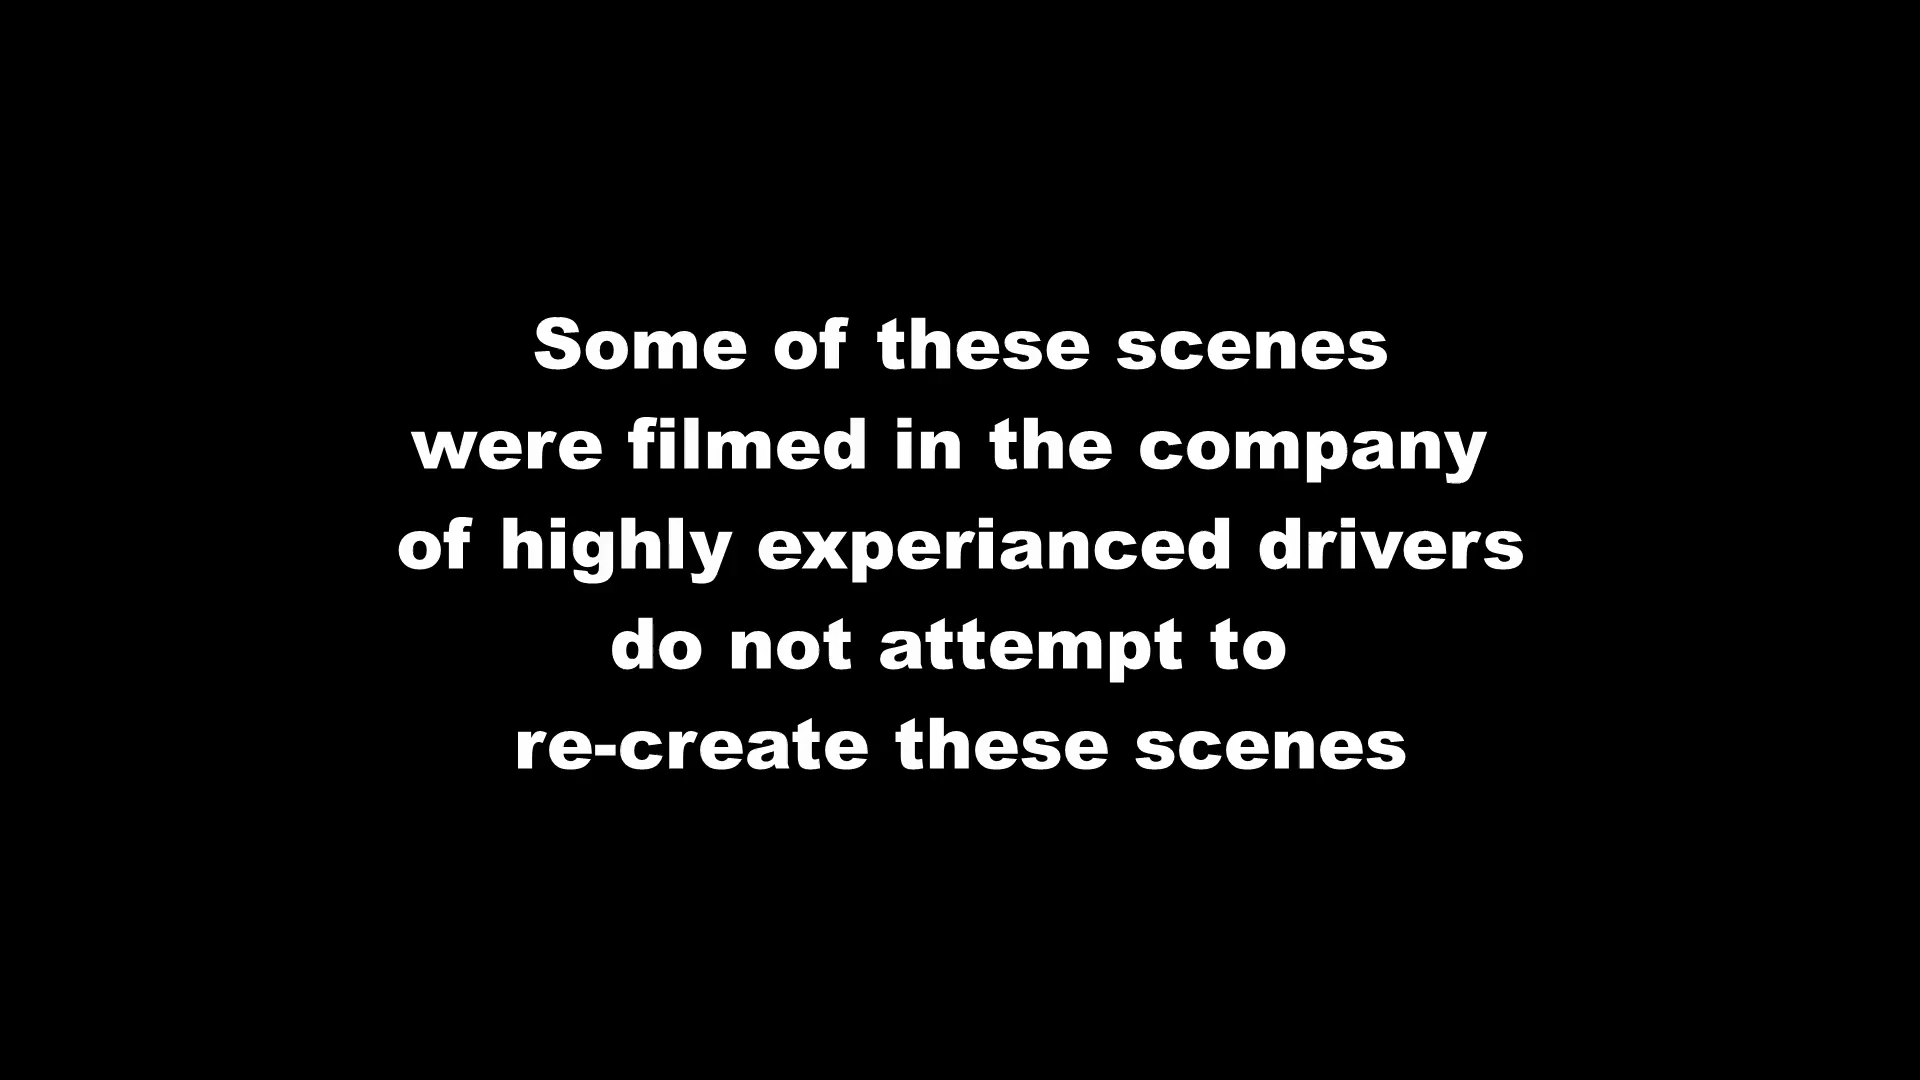 Some of these scenes
were filmed in the company
of highly experianced drivers
do not attempt to
re-create these scenes